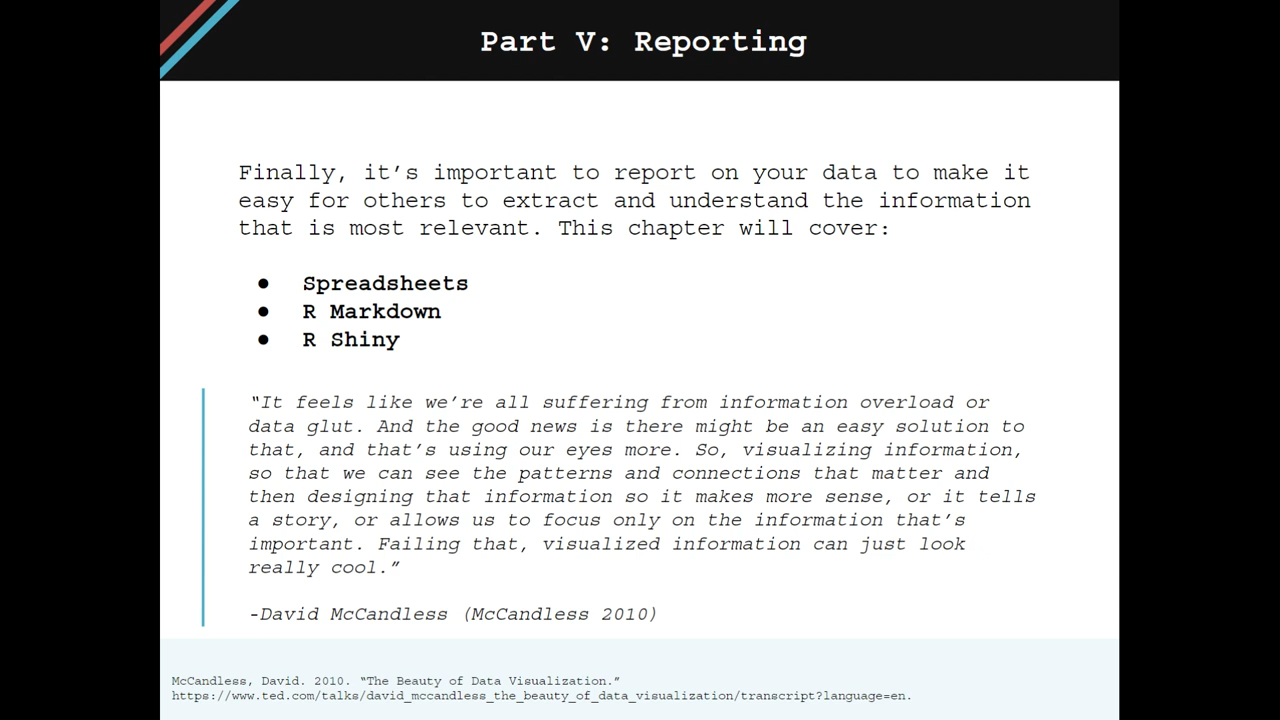 Part V: Reporting
Finally, it’s important to report on your data to make it
easy for others to extract and understand the information
that is most relevant. This chapter will cover:
● Spreadsheets
● R Markdown
● R Shiny
“It feels like we’re all suffering from information overload or
data glut. And the good news is there might be an easy solution to
that, and that’s using our eyes more. So, visualizing information,
so that we can see the patterns and connections that matter and
then designing that information so it makes more sense, or it tells
a story, or allows us to focus only on the information that’s
important. Failing that, visualized information can just look
really cool.”
-David McCandless (McCandless 2010)
McCandless, David. 2010. “The Beauty of Data Visualization.”
https://www.ted.com/talks/david_mccandless_the_beauty_of_data_visualization/transcript?language=en.